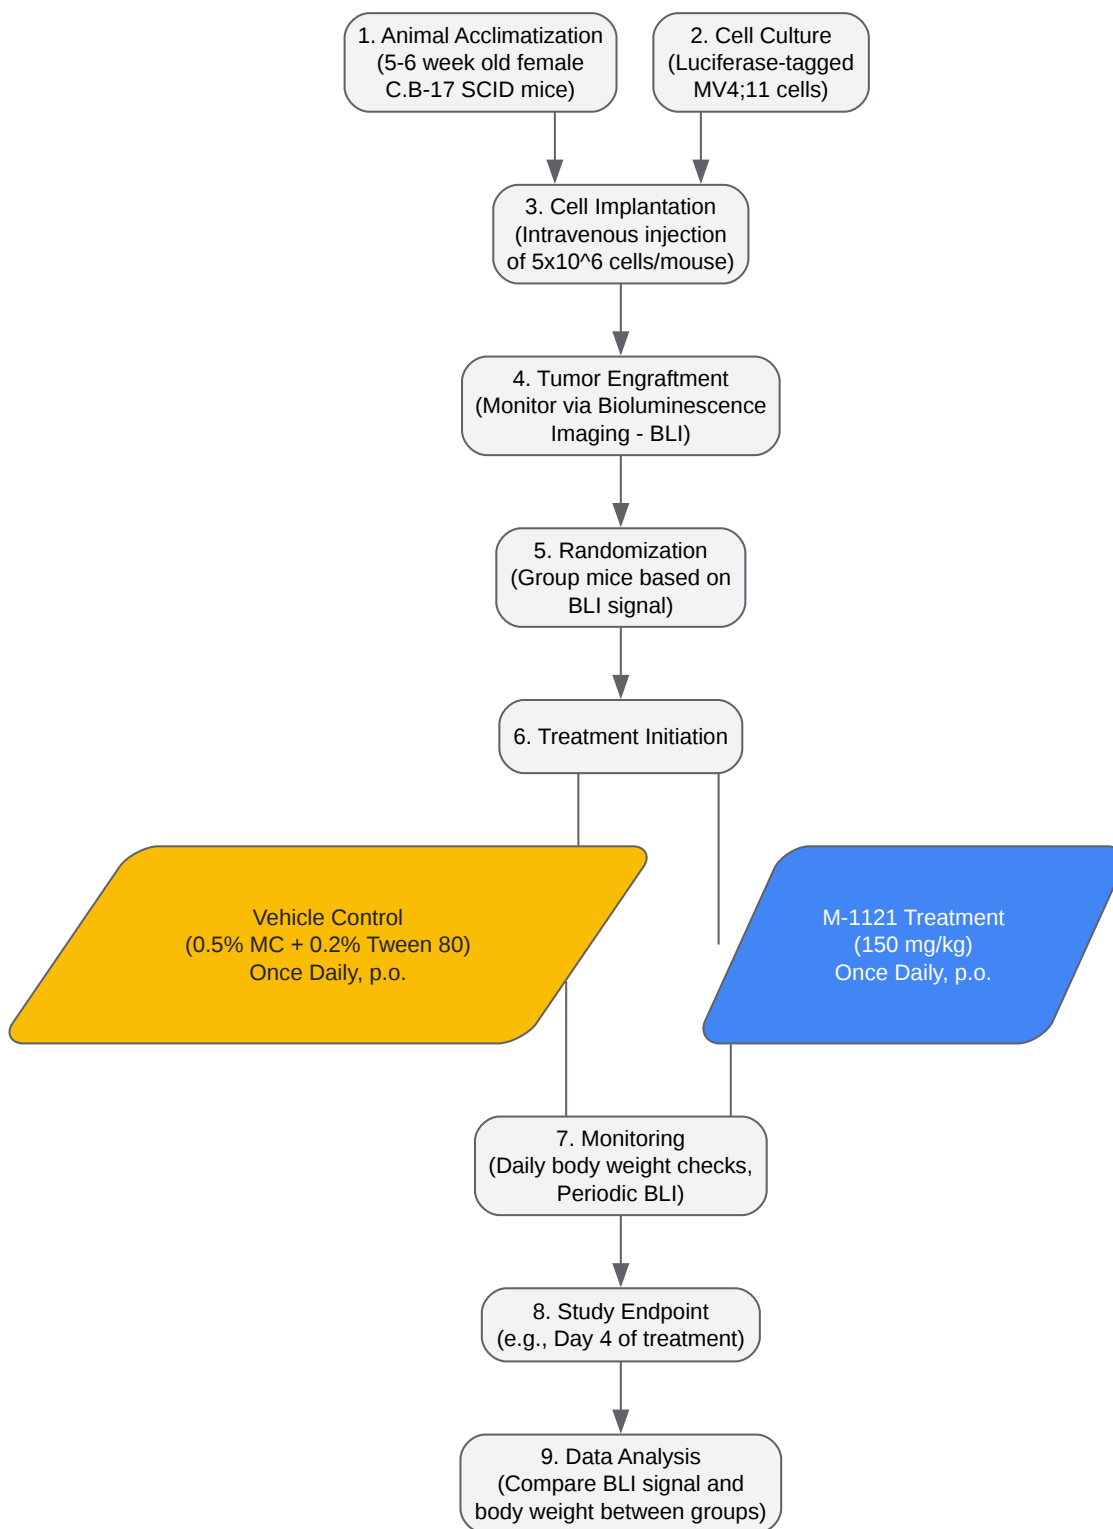 1. Animal Acclimatization
(5-6 week old female
C.B-17 SCID mice)
2. Cell Culture
(Luciferase-tagged
MV4;11 cells)
3. Cell Implantation
(Intravenous injection
of 5x10^6 cells/mouse)
4. Tumor Engraftment
(Monitor via Bioluminescence
Imaging - BLI)
5. Randomization
(Group mice based on
BLI signal)
6. Treatment Initiation
Vehicle Control
(0.5% MC + 0.2% Tween 80)
Once Daily, p.o.
M-1121 Treatment
(150 mg/kg)
Once Daily, p.o.
7. Monitoring
(Daily body weight checks,
Periodic BLI)
8. Study Endpoint
(e.g., Day 4 of treatment)
9. Data Analysis
(Compare BLI signal and
body weight between groups)